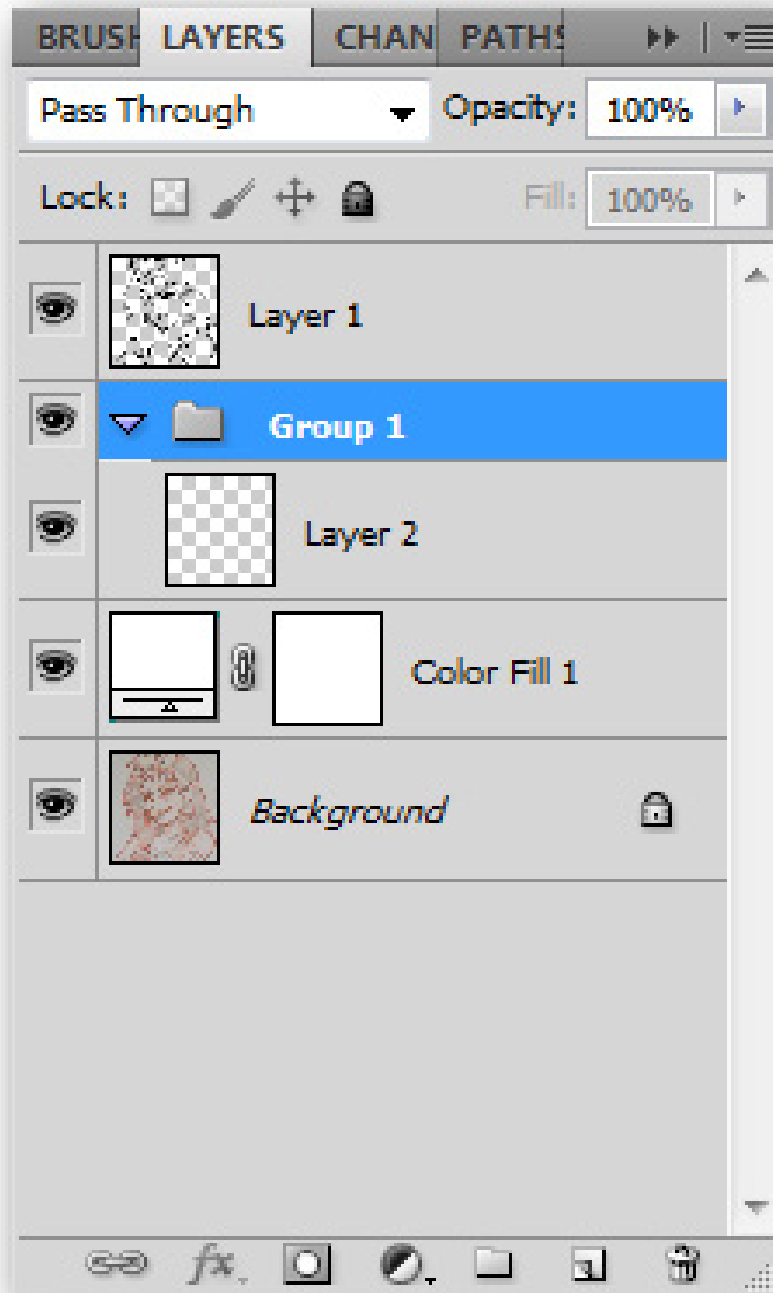 BRUSH LAYERS CHAN PATHS
Pass Through Opacity: 100%
Lock: Fill: 100%
Layer 1
Group 1
Layer 2
Color Fill 1
Background
fx.